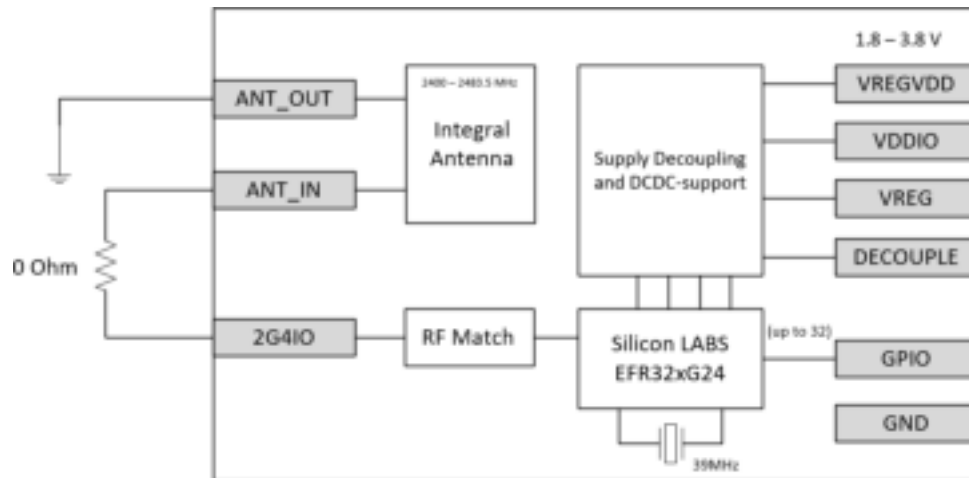 1.8 – 3.8 V
ANT_OUT
2400 – 2483.5 MHz
Integral
Antenna
ANT_IN
Supply Decoupling
and DCDC-support
VREGVDD
VDDIO
VREG
DECOUPLE
0 Ohm
2G4IO
RF Match
Silicon LABS
EFR32xG24
(up to 32)
GPIO
GND
39MHz